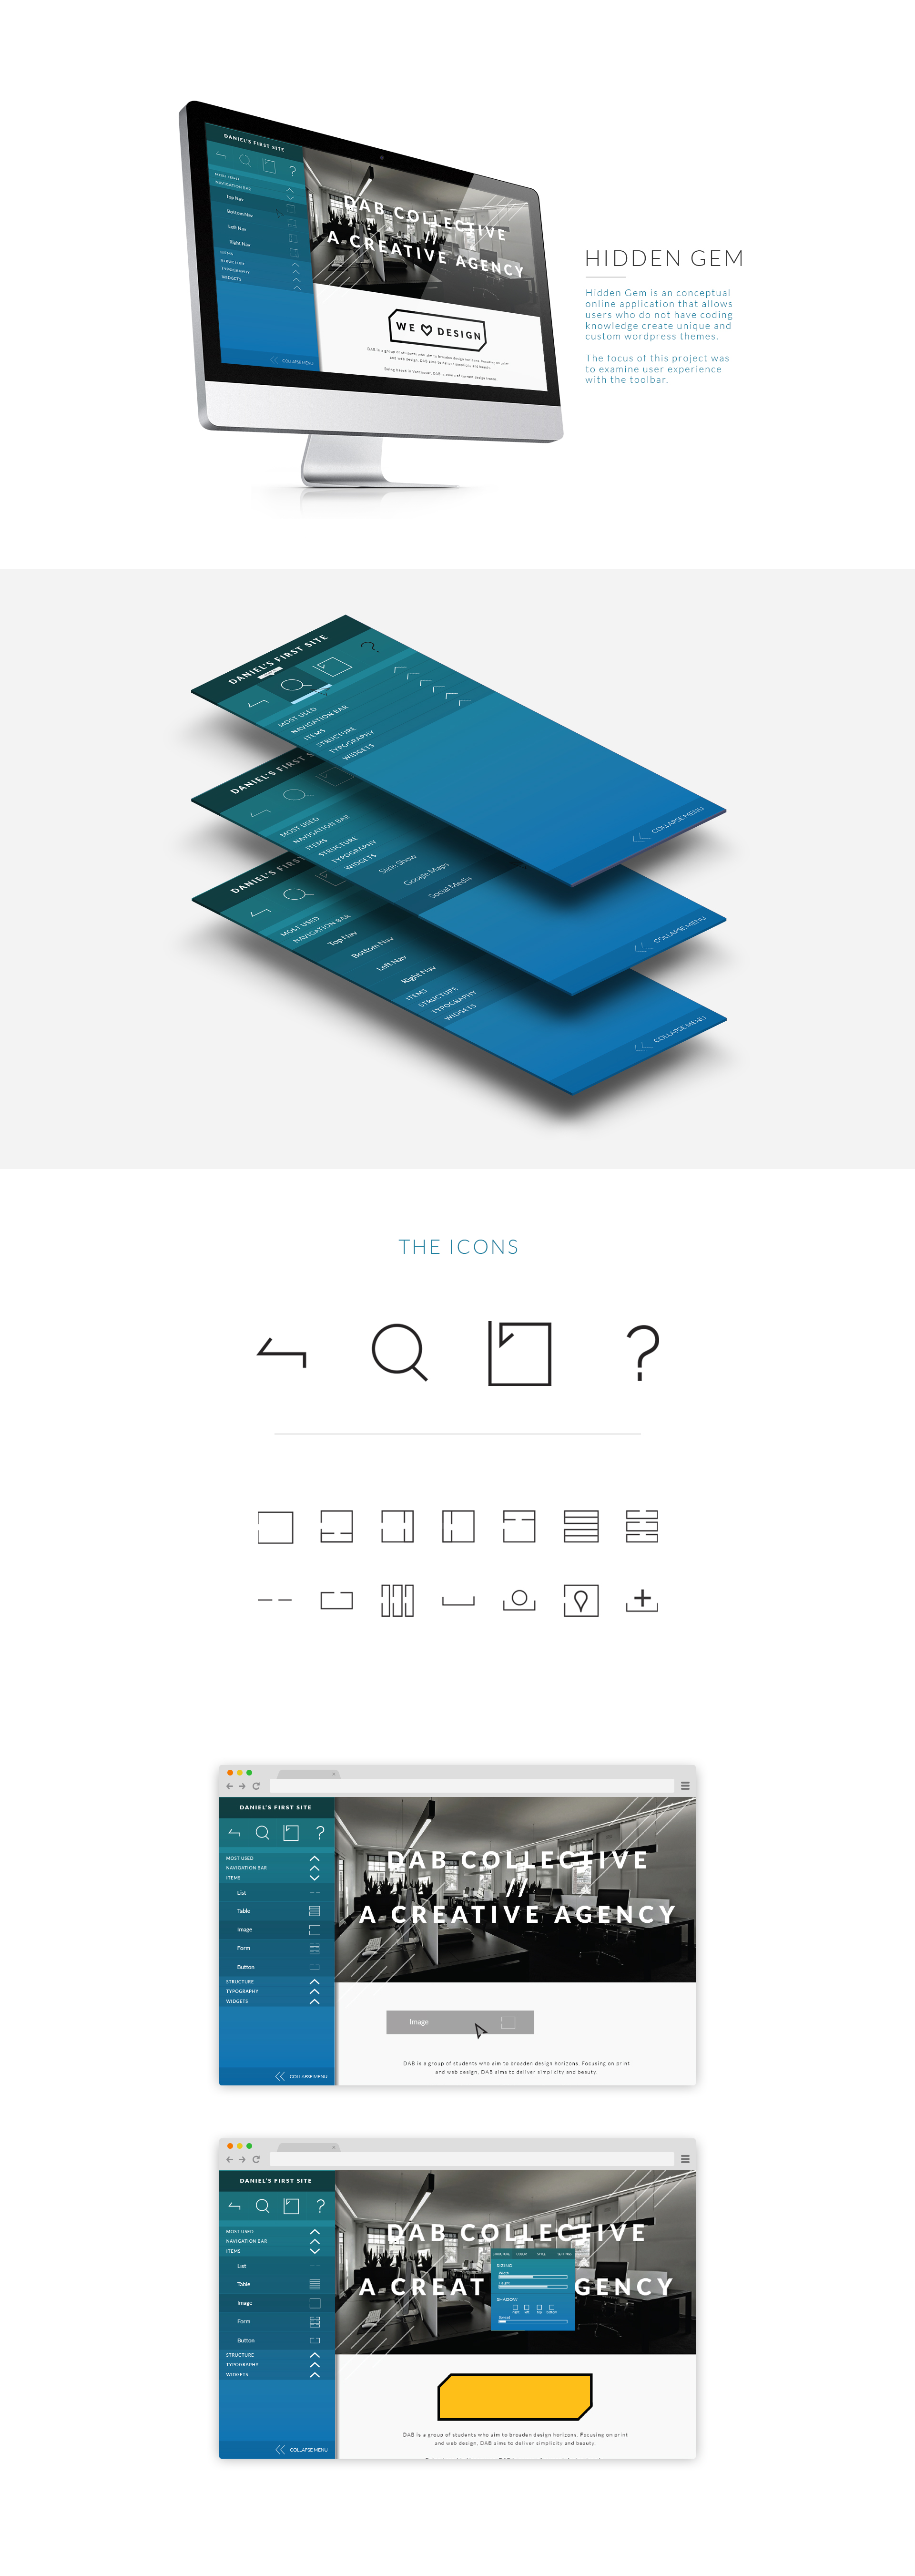 DANIEL'S FIRST SITE
MOST USED
NAVIGATION BAR
Top Nav
Bottom Nav
Left Nav
Right Nav
ITEMS
STRUCTURE
TYPOGRAPHY
WIDGETS
COLLAPSE MENU
DAB COLLECTIVE
//
A CREATIVE AGENCY
WE DESIGN
DAB is a group of students who aim to broaden design horizons. Focusing on print
and web design, DAB aims to deliver simplicity and beauty.
Being based in Vancouver, DAB is aware of current design trends.
HIDDEN GEM
Hidden Gem is an conceptual
online application that allows
users who do not have coding
knowledge create unique and
custom wordpress themes.
The focus of this project was
to examine user experience
with the toolbar.
DANIEL'S FIRST SITE
MOST USED
NAVIGATION BAR
ITEMS
STRUCTURE
TYPOGRAPHY
WIDGETS
COLLAPSE MENU
DANIEL'S FIRST S
MOST USED
NAVIGATION BAR
ITEMS
STRUCTURE
TYPOGRAPHY
WIDGETS
Slide Show
Google Maps
Social Media
COLLAPSE MENU
DANIEL'S FIRST
MOST USED
NAVIGATION BAR
Top Nav
Bottom Nav
Left Nav
Right Nav
ITEMS
STRUCTURE
TYPOGRAPHY
WIDGETS
COLLAPSE MENU
THE ICONS
?
DANIEL'S FIRST SITE
MOST USED
NAVIGATION BAR
ITEMS
List
Table
Image
Form
Button
STRUCTURE
TYPOGRAPHY
WIDGETS
COLLAPSE MENU
DAB COLLECTIVE
//
A CREATIVE AGENCY
Image
DAB is a group of students who aim to broaden design horizons. Focusing on print
and web design, DAB aims to deliver simplicity and beauty.
DANIEL'S FIRST SITE
MOST USED
NAVIGATION BAR
ITEMS
List
Table
Image
Form
Button
STRUCTURE
TYPOGRAPHY
WIDGETS
COLLAPSE MENU
DAB COLLECTIVE
A CREAT GENCY
STRUCTURE COLOR STYLE SETTINGS
SIZING
Width
Height
SHADOW
right left top bottom
Spread
DAB is a group of students who aim to broaden design horizons. Focusing on print
and web design, DAB aims to deliver simplicity and beauty.